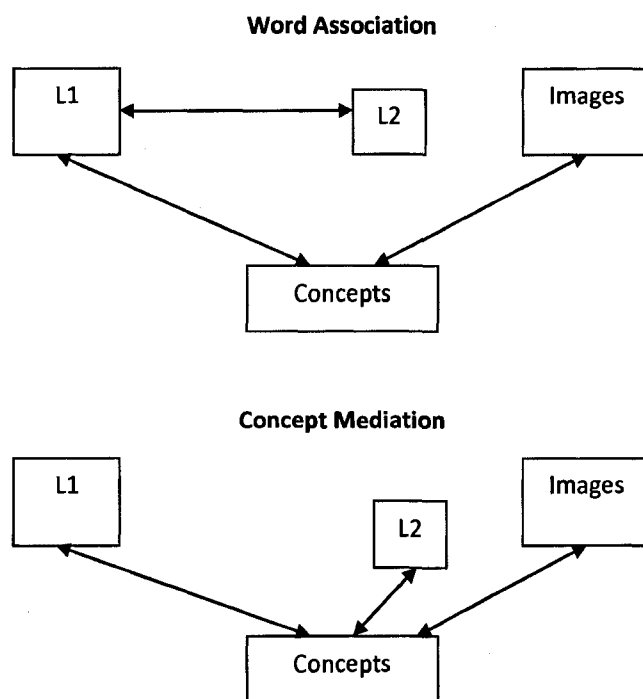 Word Association
L1
L2
Images
Concepts
Concept Mediation
L1
L2
Images
Concepts